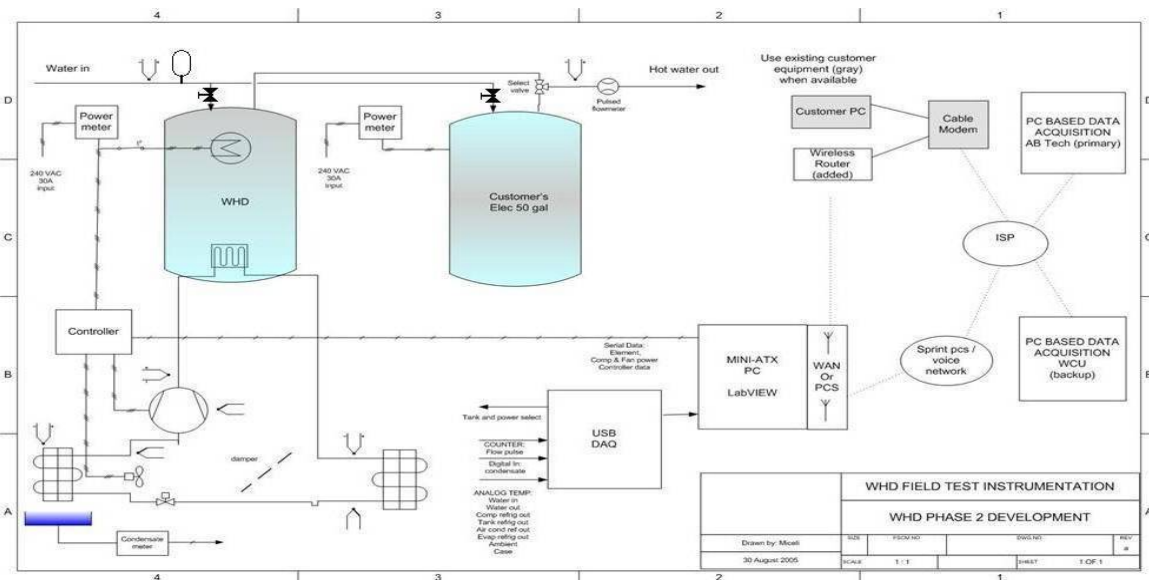 4
3
2
1
Water in
Select
valve
Hot water out
Pulsed
flowmeter
Use existing customer
equipment (gray)
when available
D
D
Power
meter
Power
meter
Customer PC
Cable
Modem
PC BASED DATA
ACQUISITION
AB Tech (primary)
Wireless
Router
(added)
240 VAC
30A
input
240 VAC
30A
input
WHD
Customer's
Elec 50 gal
ISP
C
C
Controller
Serial Data:
Element,
Comp & Fan power
Controller data
MINI-ATX
PC
LabVIEW
WAN
Or
PCS
Sprint pcs /
voice
network
PC BASED DATA
ACQUISITION
WCU
(backup)
B
B
Tank and power select
USB
DAQ
COUNTER:
Flow pulse
Digital In:
condensate
damper
ANALOG TEMP:
Water in
Water out
Comp refrig out
Tank refrig out
Air cond ref out
Evap refrig out
Ambient
Case
A
A
Condensate
meter
WHD FIELD TEST INSTRUMENTATION
WHD PHASE 2 DEVELOPMENT
Drawn by: Miceli
30 August 2005
SIZE
FSCM NO
DWG NO
REV
#
SCALE
1 : 1
SHEET
1 OF 1
4
3
2
1